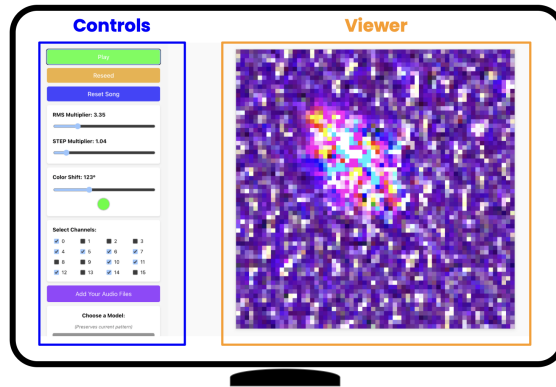 Controls
Viewer
Play
Reseed
Reset Song
RMS Multiplier: 3.35
STEP Multiplier: 1.04
Color Shift: 123°
Select Channels:
0 1 2 3
4 5 6 7
8 9 10 11
12 13 14 15
Add Your Audio Files
Choose a Model:
(Preserves current pattern)